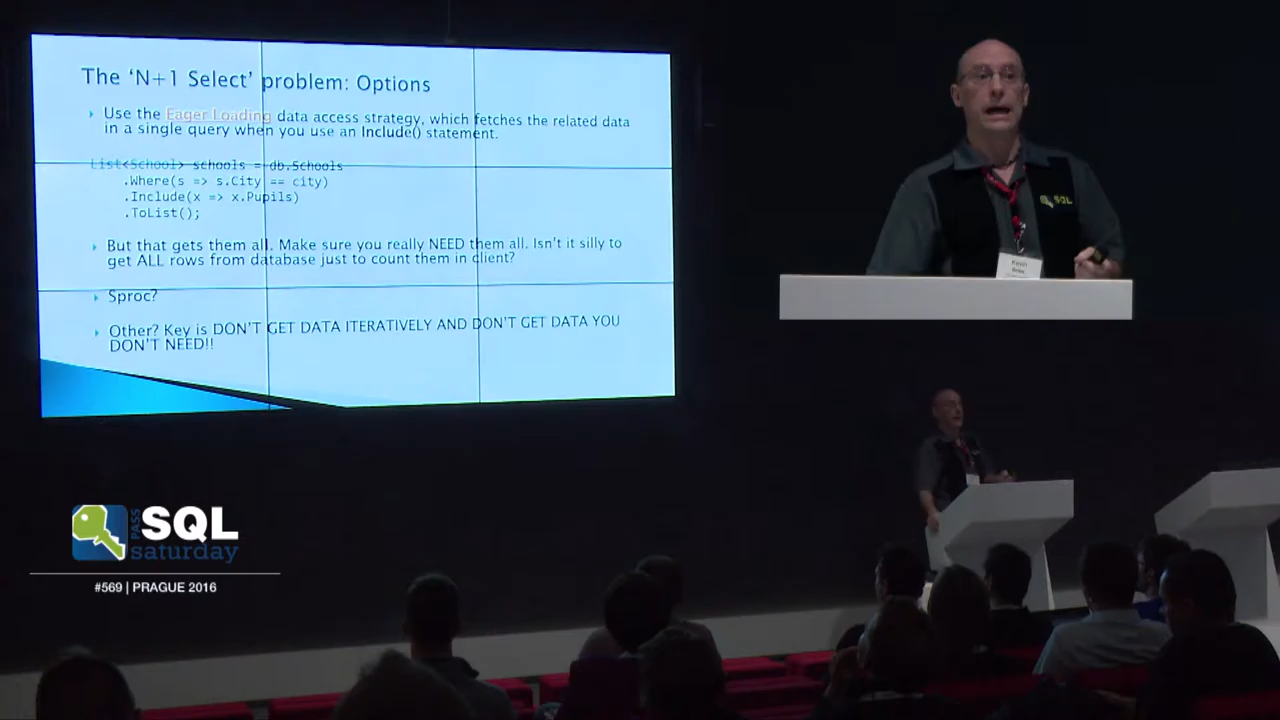 The ‘N+1 Select’ problem: Options
Use the Eager Loading data access strategy, which fetches the related data
in a single query when you use an Include() statement.
List<School> schools = db.Schools
.Where(s => s.City == city)
.Include(x => x.Pupils)
.ToList();
But that gets them all. Make sure you really NEED them all. Isn't it silly to
get ALL rows from database just to count them in client?
Sproc?
Other? Key is DON'T GET DATA ITERATIVELY AND DON'T GET DATA YOU
DON'T NEED!!
SQL
Kevin
PASS
SQL
saturday
#569 | PRAGUE 2016